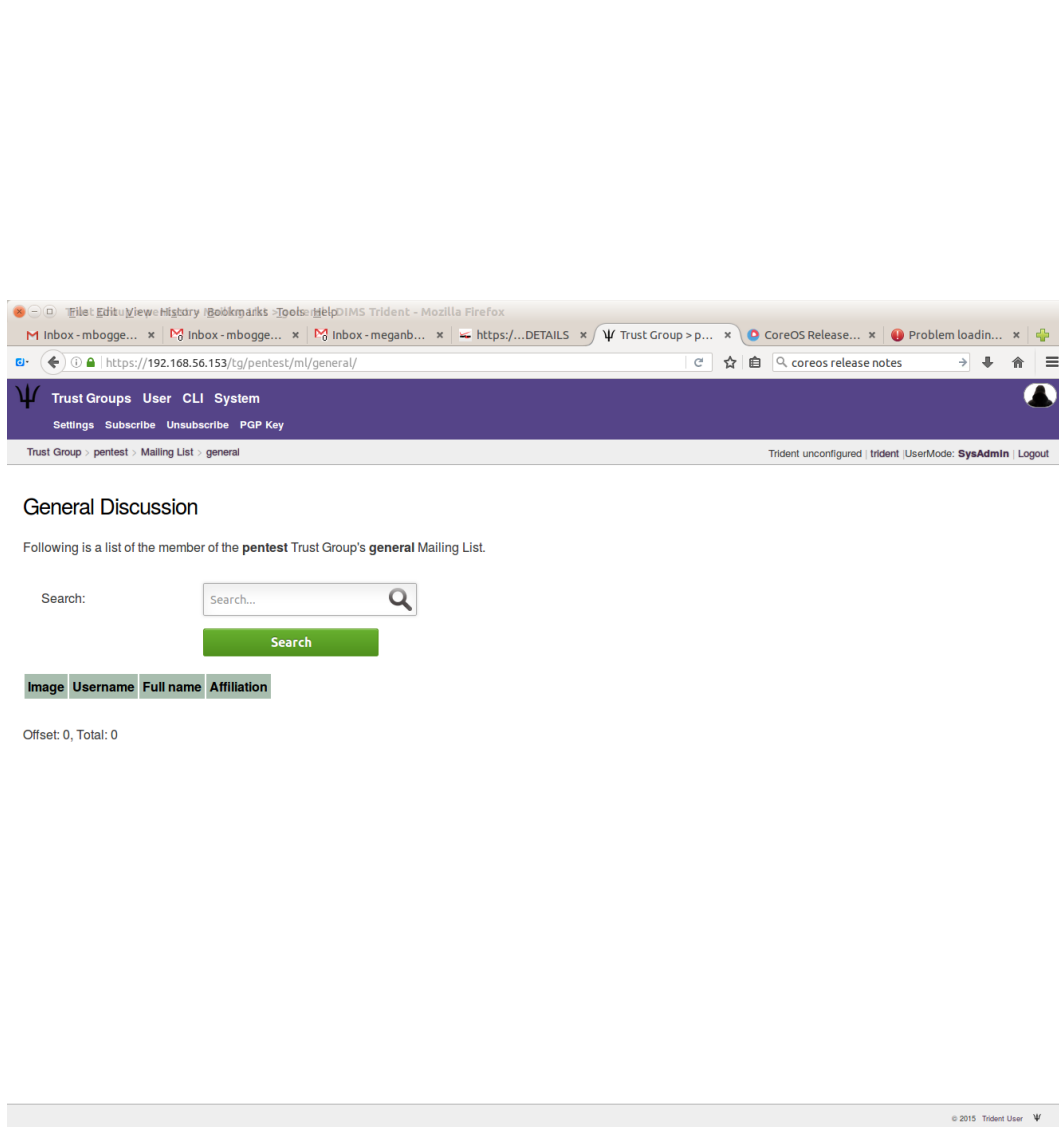 File Edit View History Bookmarks Tools Help DIMS Trident - Mozilla Firefox
Inbox - mbogge... Inbox - mbogge... Inbox - meganb... https:/...DETAILS Trust Group > p... CoreOS Release... Problem loadin...
https://192.168.56.153/tg/pentest/ml/general/ coreos release notes
Trust Groups User CLI System
Settings Subscribe Unsubscribe PGP Key
Trust Group > pentest > Mailing List > general Trident unconfigured | trident |UserMode: SysAdmin | Logout
General Discussion
Following is a list of the member of the pentest Trust Group's general Mailing List.
Search: Search...
Search
Image Username Full name Affiliation
Offset: 0, Total: 0
© 2015 Trident User Ψ